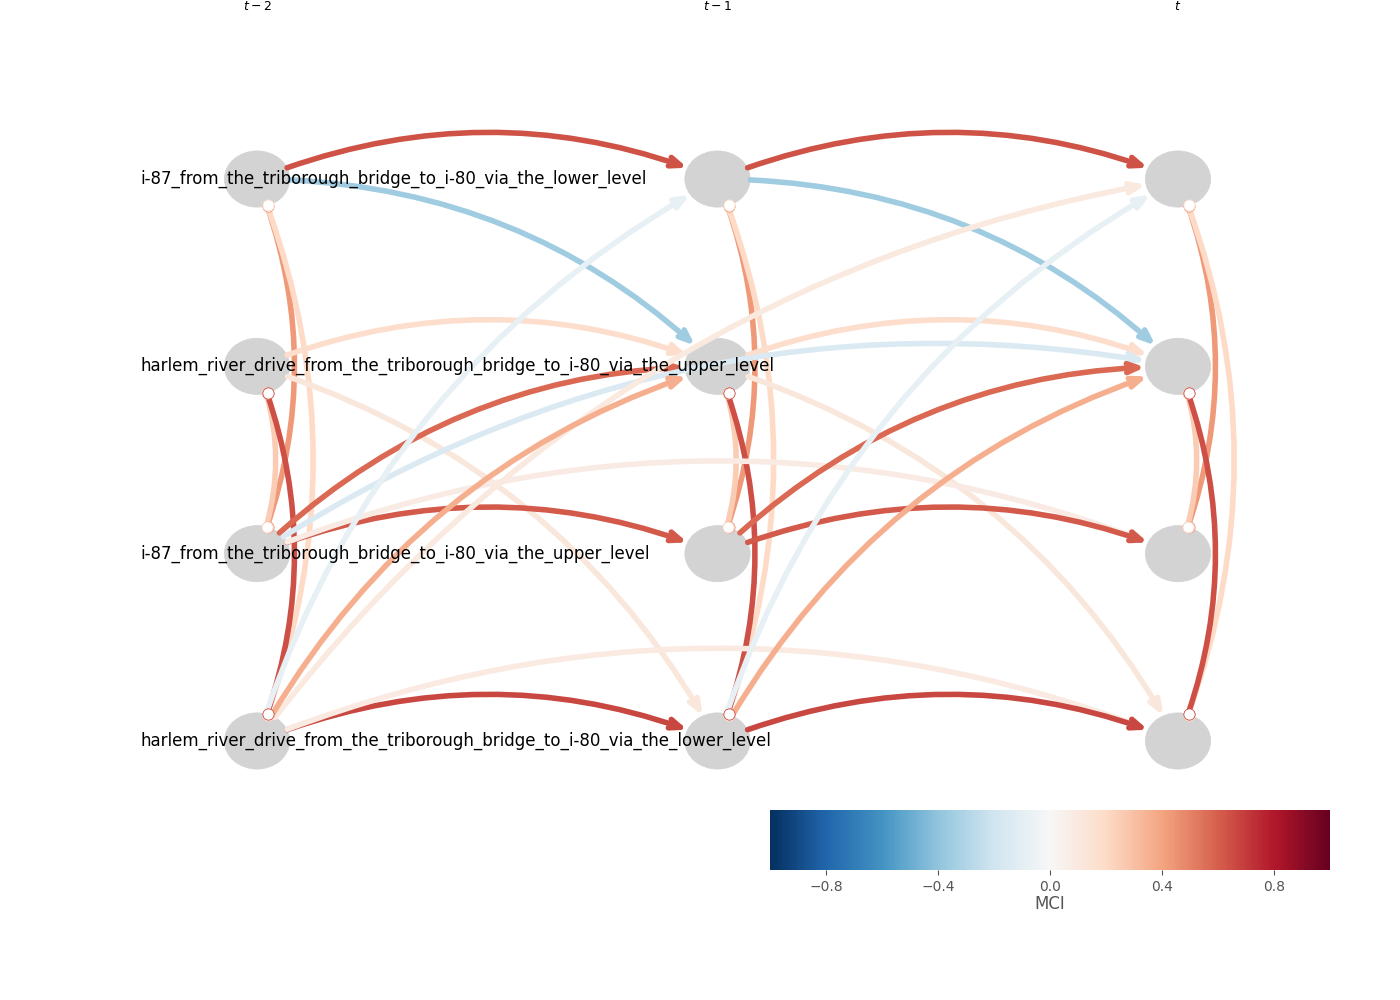 t − 2 t − 1 t
i-87_from_the_triborough_bridge_to_i-80_via_the_lower_level
harlem_river_drive_from_the_triborough_bridge_to_i-80_via_the_upper_level
i-87_from_the_triborough_bridge_to_i-80_via_the_upper_level
harlem_river_drive_from_the_triborough_bridge_to_i-80_via_the_lower_level
−0.8 −0.4 0.0 0.4 0.8
MCI